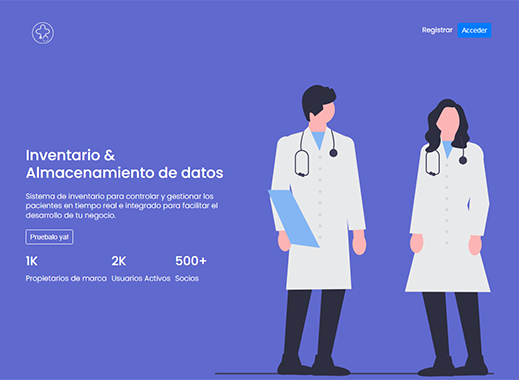 Registrar Acceder
Inventario &
Almacenamiento de datos
Sistema de inventario para controlar y gestionar los
pacientes en tiempo real e integrado para facilitar el
desarrollo de tu negocio.
Pruebalo ya!
1K 2K 500+
Propietarios de marca Usuarios Activos Socios